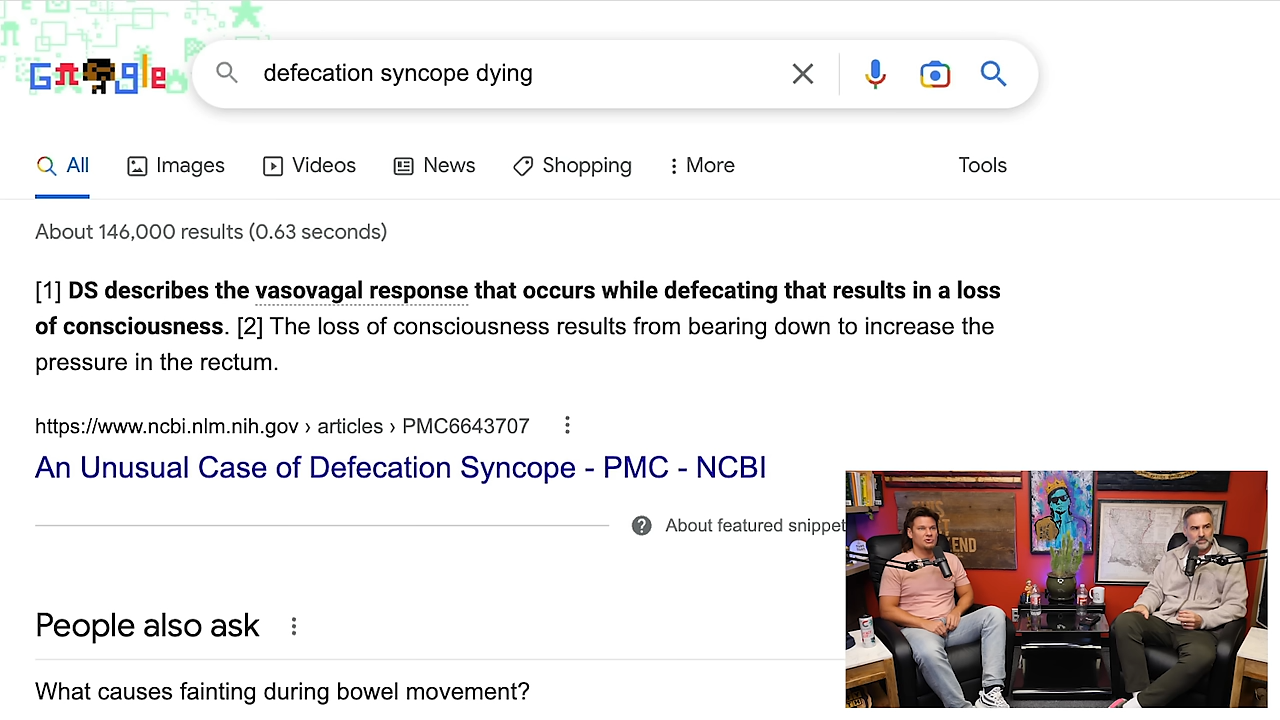 Google
defecation syncope dying
All Images Videos News Shopping More Tools
About 146,000 results (0.63 seconds)
[1] DS describes the vasovagal response that occurs while defecating that results in a loss
of consciousness. [2] The loss of consciousness results from bearing down to increase the
pressure in the rectum.
https://www.ncbi.nlm.nih.gov › articles › PMC6643707
An Unusual Case of Defecation Syncope - PMC - NCBI
About featured snippet
People also ask
What causes fainting during bowel movement?
THIS